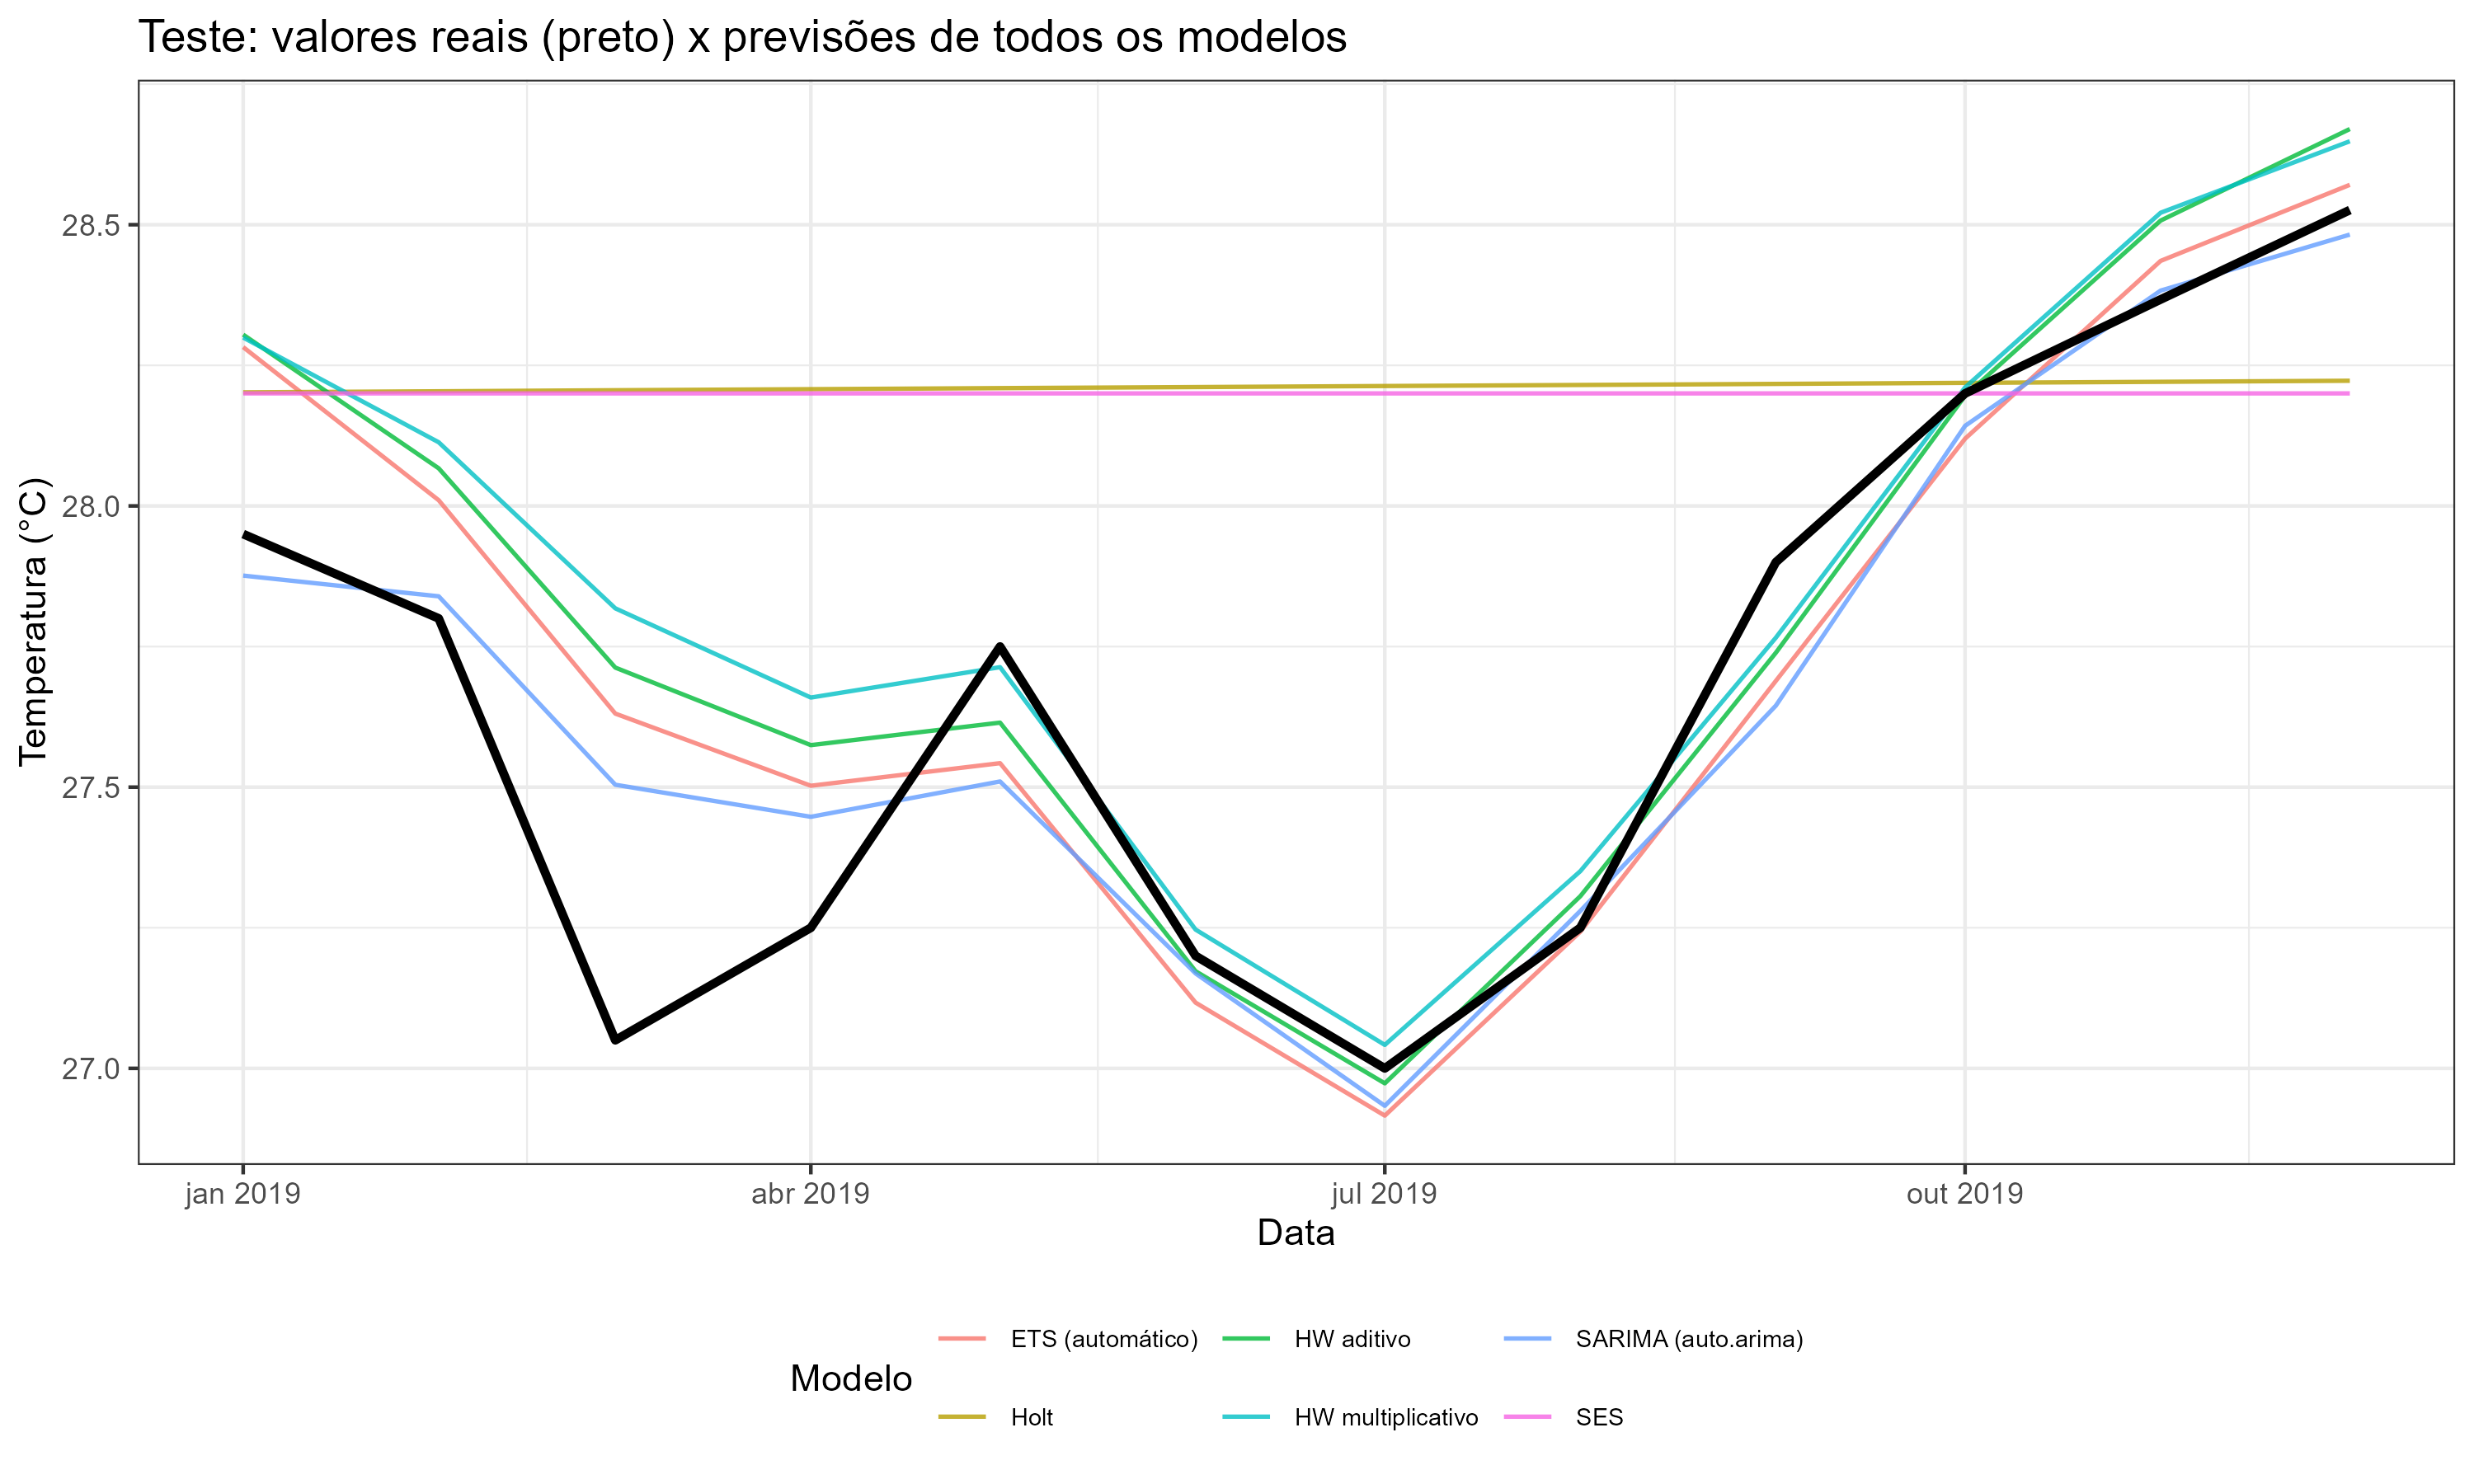 Teste: valores reais (preto) x previsões de todos os modelos
Temperatura (°C)
28.5
28.0
27.5
27.0
jan 2019
abr 2019
jul 2019
out 2019
Data
Modelo
ETS (automático)
HW aditivo
SARIMA (auto.arima)
Holt
HW multiplicativo
SES